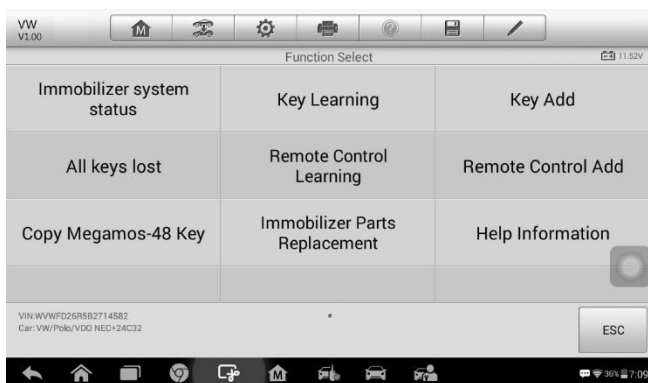 VW
V1.00
Function Select
11.52V
Immobilizer system
status
Key Learning
Key Add
All keys lost
Remote Control
Learning
Remote Control Add
Copy Megamos-48 Key
Immobilizer Parts
Replacement
Help Information
VIN:WVWFD26R5B2714582
Car: VW/Polo/VDO NEC+24C32
ESC
36% 7:09